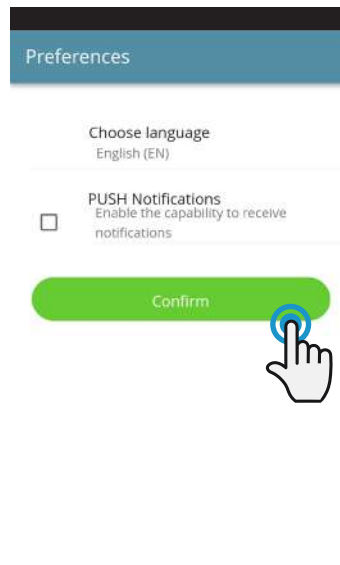 Preferences
Choose language
English (EN)
PUSH Notifications
Enable the capability to receive
notifications
Confirm